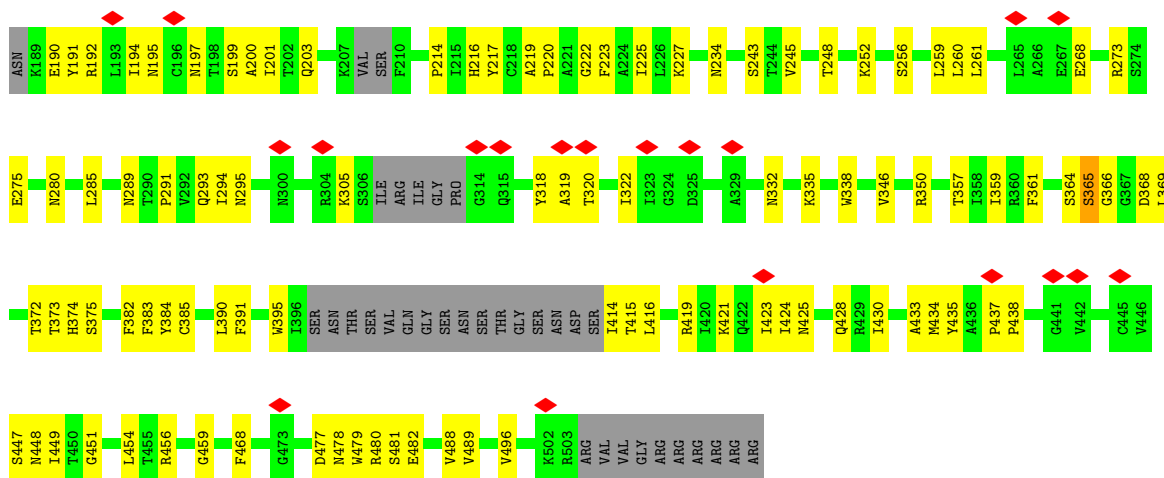 ASN K189 E190 Y191 R192 L193 I194 N195 C196 N197 T198 S199 A200 I201 T202 Q203 K207 VAL SER F210 P214 I215 H216 Y217 C218 A219 P220 A221 G222 F223 A224 I225 L226 K227 N234 S243 T244 V245 T248 K252 S256 L259 L260 L261 L265 A266 E267 E268 R273 S274
E275 N280 L285 N289 T290 P291 V292 Q293 I294 N295 N300 R304 K305 S306 ILE ARG ILE GLY PRO G314 Q315 Y318 A319 T320 I322 I323 G324 D325 A329 N332 K335 W338 V346 R350 T357 I358 I359 R360 F361 S364 S365 G366 G367 D368 L369
T372 T373 H374 S375 F382 F383 Y384 C385 L390 F391 W395 I396 SER ASN THR SER VAL GLN GLY SER ASN SER THR GLY SER ASN ASP SER I414 T415 L416 R419 I420 K421 Q422 I423 I424 N425 Q428 R429 I430 A433 M434 Y435 A436 P437 P438 G441 V442 C445 V446
S447 N448 I449 T450 G451 L454 T455 R456 G459 F468 G473 D477 N478 W479 R480 S481 E482 V488 V489 V496 K502 R503 ARG VAL VAL GLY ARG ARG ARG ARG ARG ARG